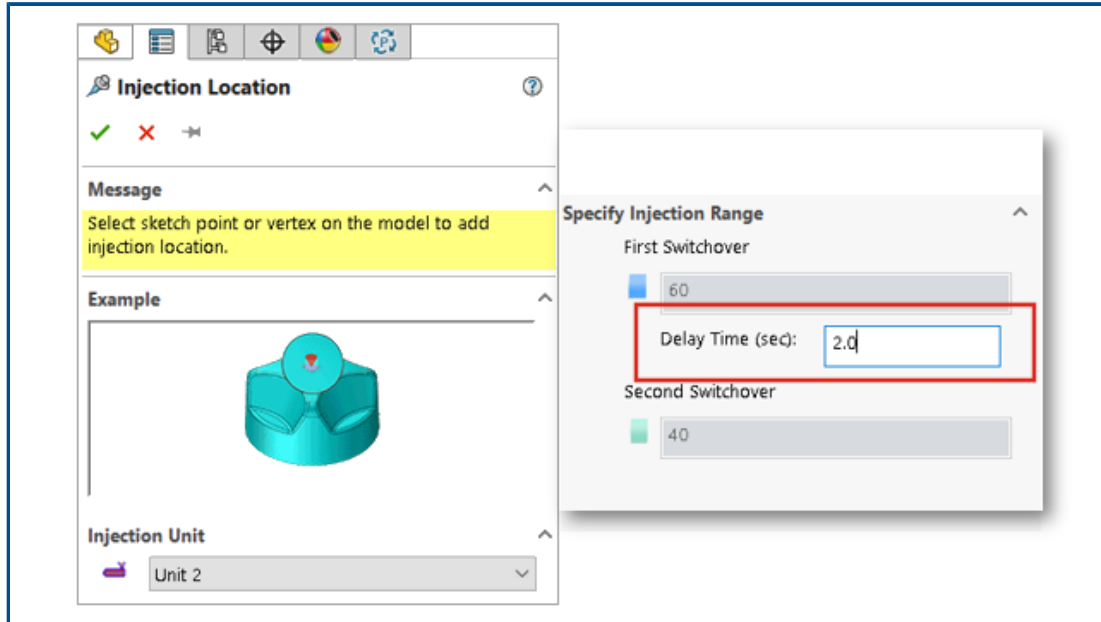 Injection Location
Message
Select sketch point or vertex on the model to add
injection location.
Example
Injection Unit
Unit 2
Specify Injection Range
First Switchover
60
Delay Time (sec): 2.0
Second Switchover
40